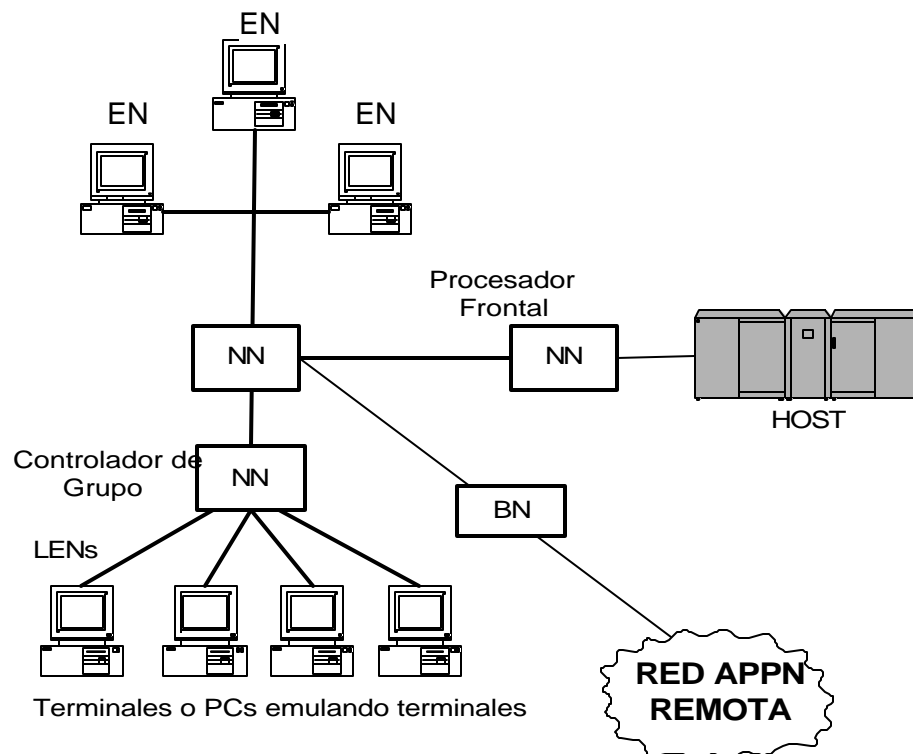 EN
EN
EN
Procesador
Frontal
NN
NN
HOST
Controlador de
Grupo
NN
BN
LENs
Terminales o PCs emulando terminales
RED APPN
REMOTA